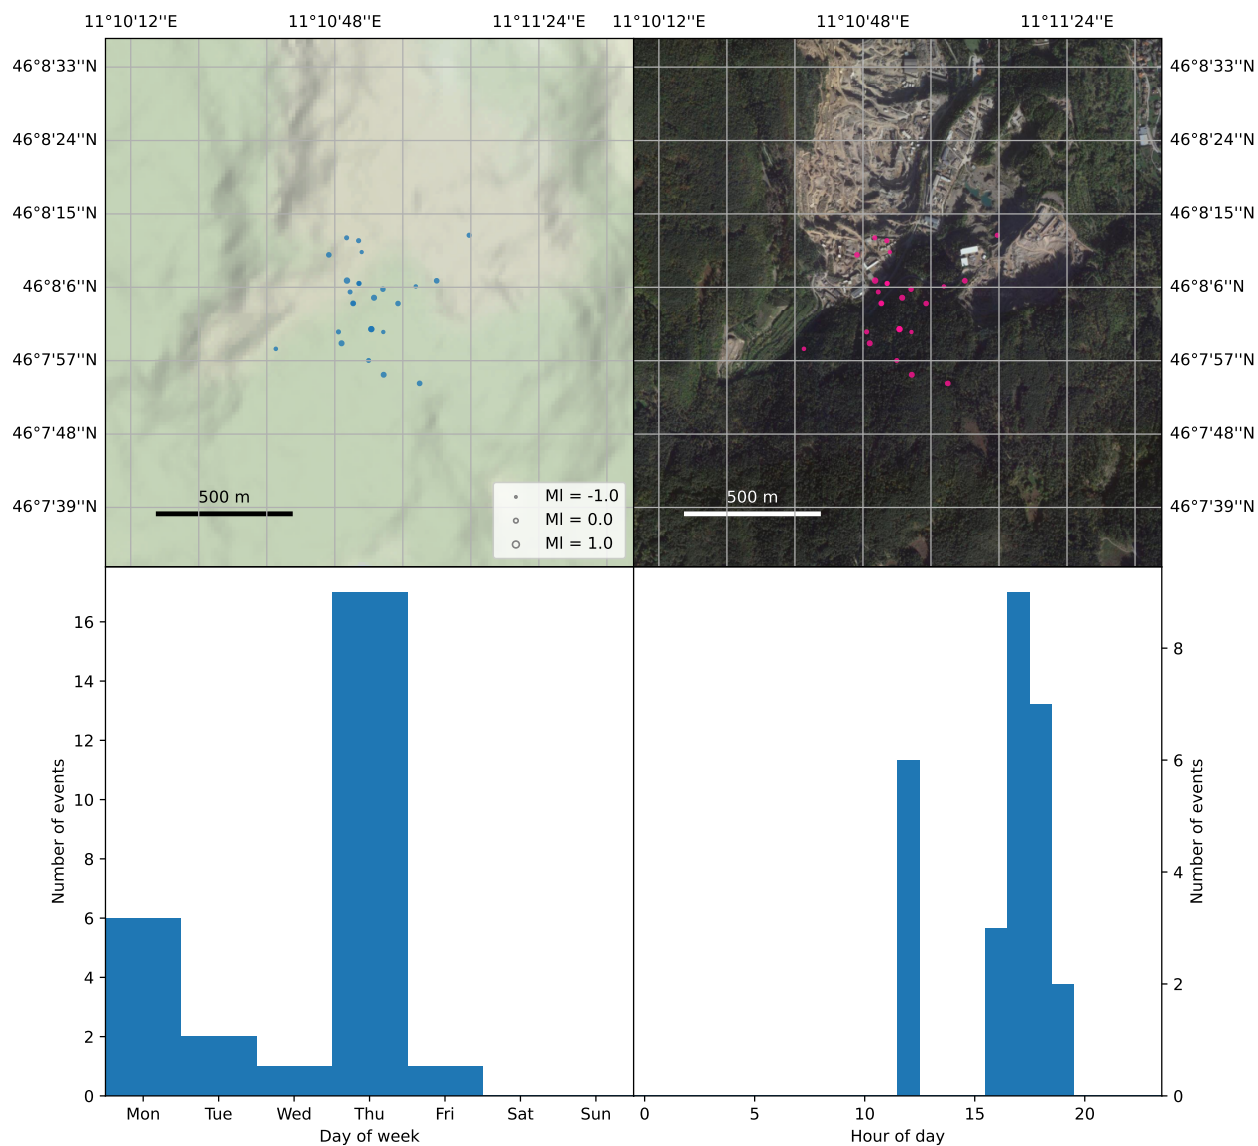 11°10'12''E 11°10'48''E 11°11'24''E 11°10'12''E 11°10'48''E 11°11'24''E
46°8'33''N 46°8'33''N
46°8'24''N 46°8'24''N
46°8'15''N 46°8'15''N
46°8'6''N 46°8'6''N
46°7'57''N 46°7'57''N
46°7'48''N 46°7'48''N
46°7'39''N 46°7'39''N
500 m
Ml = -1.0
Ml = 0.0
Ml = 1.0
500 m
16
14
12
10
8
6
4
2
0
Number of events
Mon Tue Wed Thu Fri Sat Sun
Day of week
8
6
4
2
0
Number of events
0 5 10 15 20
Hour of day